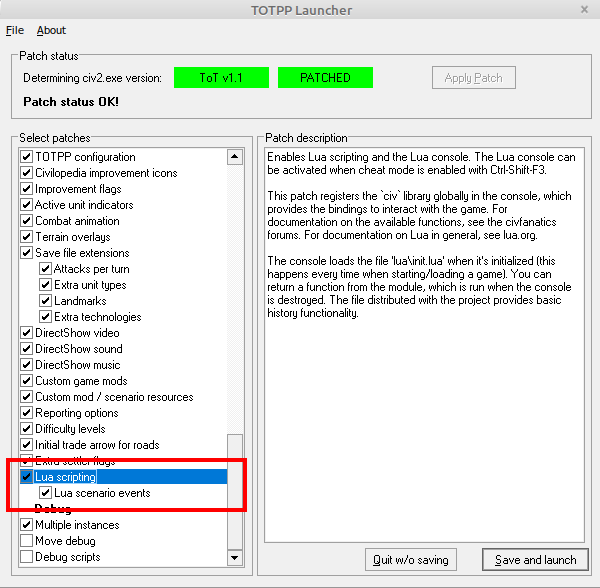 TOTPP Launcher
File About
Patch status
Determining civ2.exe version: ToT v1.1 PATCHED Apply Patch
Patch status OK!
Select patches
TOTPP configuration
Civilopedia improvement icons
Improvement flags
Active unit indicators
Combat animation
Terrain overlays
Save file extensions
Attacks per turn
Extra unit types
Landmarks
Extra technologies
DirectShow video
DirectShow sound
DirectShow music
Custom game mods
Custom mod / scenario resources
Reporting options
Difficulty levels
Initial trade arrow for roads
Extra settler flags
Lua scripting
Lua scenario events
Debug
Multiple instances
Move debug
Debug scripts
Patch description
Enables Lua scripting and the Lua console. The Lua console can
be activated when cheat mode is enabled with Ctrl-Shift-F3.
This patch registers the `civ` library globally in the console, which
provides the bindings to interact with the game. For
documentation on the available functions, see the civfanatics
forums. For documentation on Lua in general, see lua.org.
The console loads the file 'lua\init.lua' when it's initialized (this
happens every time when starting/loading a game). You can
return a function from the module, which is run when the console
is destroyed. The file distributed with the project provides basic
history functionality.
Quit w/o saving Save and launch